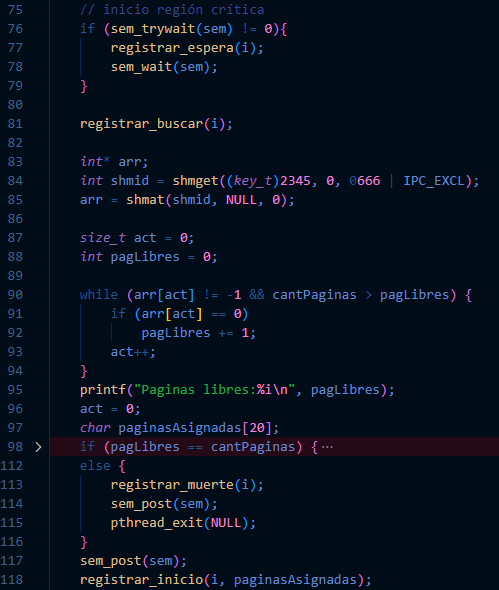 75 // inicio región crítica
76 if (sem_trywait(sem) != 0){
77 registrar_espera(i);
78 sem_wait(sem);
79 }
80
81 registrar_buscar(i);
82
83 int* arr;
84 int shmid = shmget((key_t)2345, 0, 0666 | IPC_EXCL);
85 arr = shmat(shmid, NULL, 0);
86
87 size_t act = 0;
88 int pagLibres = 0;
89
90 while (arr[act] != -1 && cantPaginas > pagLibres) {
91 if (arr[act] == 0)
92 pagLibres += 1;
93 act++;
94 }
95 printf("Paginas libres:%i\n", pagLibres);
96 act = 0;
97 char paginasAsignadas[20];
98 if (pagLibres == cantPaginas) {…
112 else {
113 registrar_muerte(i);
114 sem_post(sem);
115 pthread_exit(NULL);
116 }
117 sem_post(sem);
118 registrar_inicio(i, paginasAsignadas);